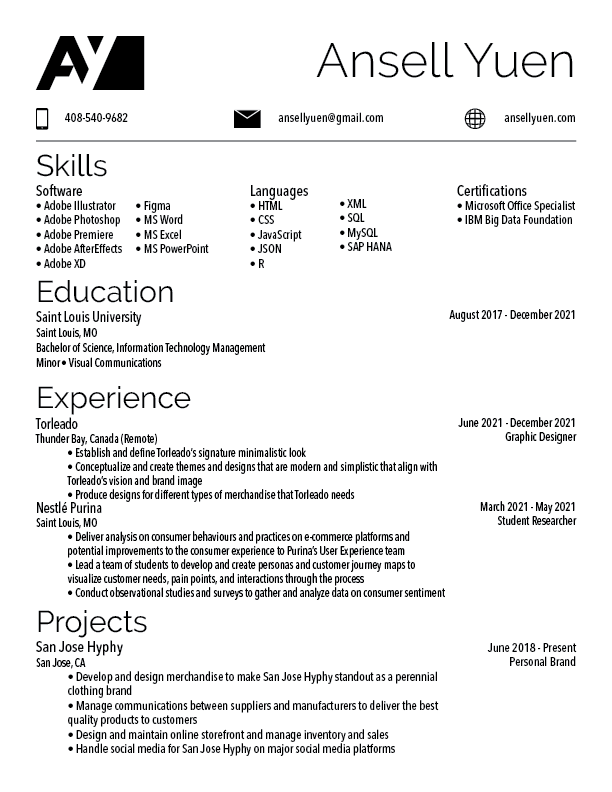 AY
Ansell Yuen
408-540-9682
ansellyuen@gmail.com
ansellyuen.com
Skills
Software
• Adobe Illustrator
• Adobe Photoshop
• Adobe Premiere
• Adobe AfterEffects
• Adobe XD
• Figma
• MS Word
• MS Excel
• MS PowerPoint
Languages
• HTML
• CSS
• JavaScript
• JSON
• R
• XML
• SQL
• MySQL
• SAP HANA
Certifications
• Microsoft Office Specialist
• IBM Big Data Foundation
Education
Saint Louis University
August 2017 - December 2021
Saint Louis, MO
Bachelor of Science, Information Technology Management
Minor • Visual Communications
Experience
Torleado
June 2021 - December 2021
Thunder Bay, Canada (Remote)
Graphic Designer
• Establish and define Torleado's signature minimalistic look
• Conceptualize and create themes and designs that are modern and simplistic that align with
Torleado's vision and brand image
• Produce designs for different types of merchandise that Torleado needs
Nestlé Purina
March 2021 - May 2021
Saint Louis, MO
Student Researcher
• Deliver analysis on consumer behaviours and practices on e-commerce platforms and
potential improvements to the consumer experience to Purina's User Experience team
• Lead a team of students to develop and create personas and customer journey maps to
visualize customer needs, pain points, and interactions through the process
• Conduct observational studies and surveys to gather and analyze data on consumer sentiment
Projects
San Jose Hyphy
June 2018 - Present
San Jose, CA
Personal Brand
• Develop and design merchandise to make San Jose Hyphy standout as a perennial
clothing brand
• Manage communications between suppliers and manufacturers to deliver the best
quality products to customers
• Design and maintain online storefront and manage inventory and sales
• Handle social media for San Jose Hyphy on major social media platforms